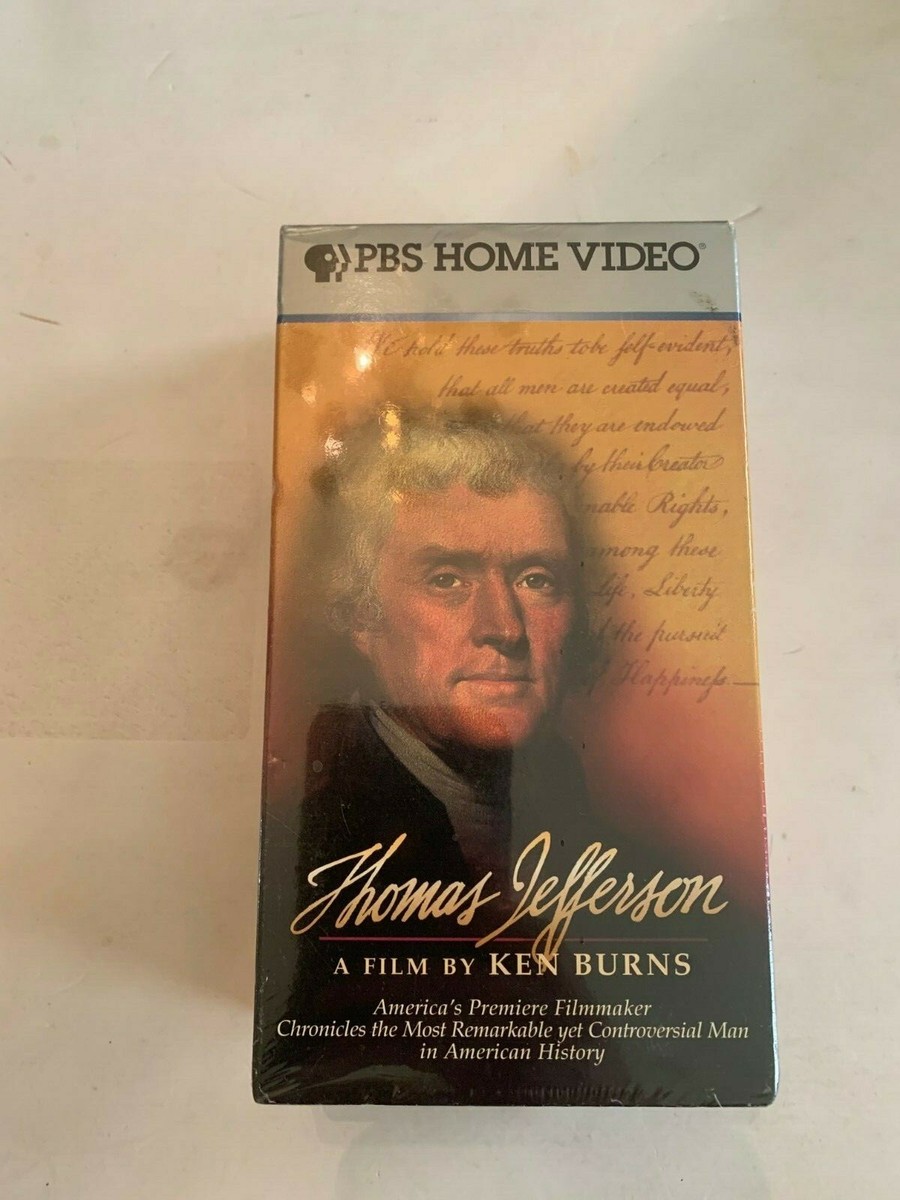 PBS HOME VIDEO®
We hold these truths to be self-evident,
that all men are created equal,
that they are endowed
by their Creator
nable Rights,
among these
life, Liberty
the pursuit
Happiness.
Thomas Jefferson
A FILM BY KEN BURNS
America's Premiere Filmmaker
Chronicles the Most Remarkable yet Controversial Man
in American History